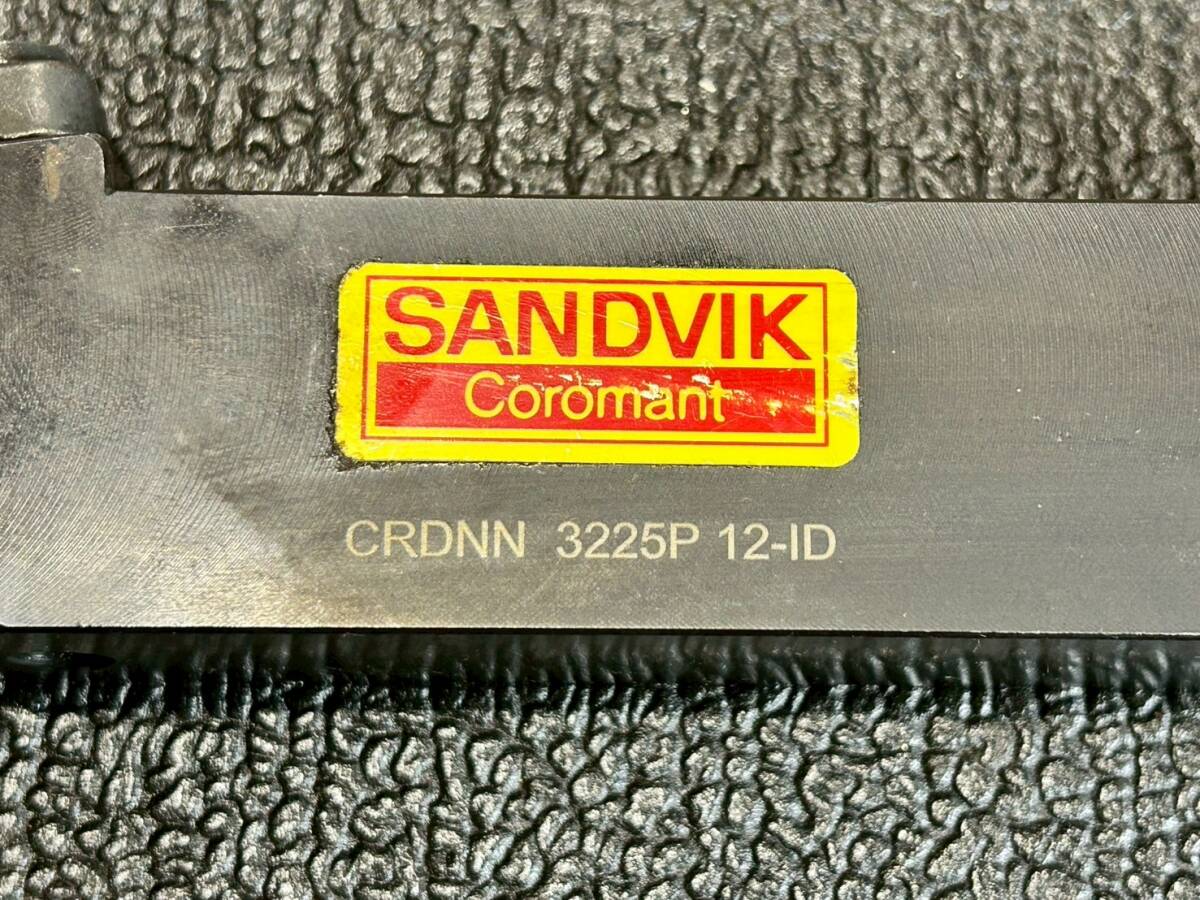 SANDVIK
Coromant
CRDNN 3225P 12-ID